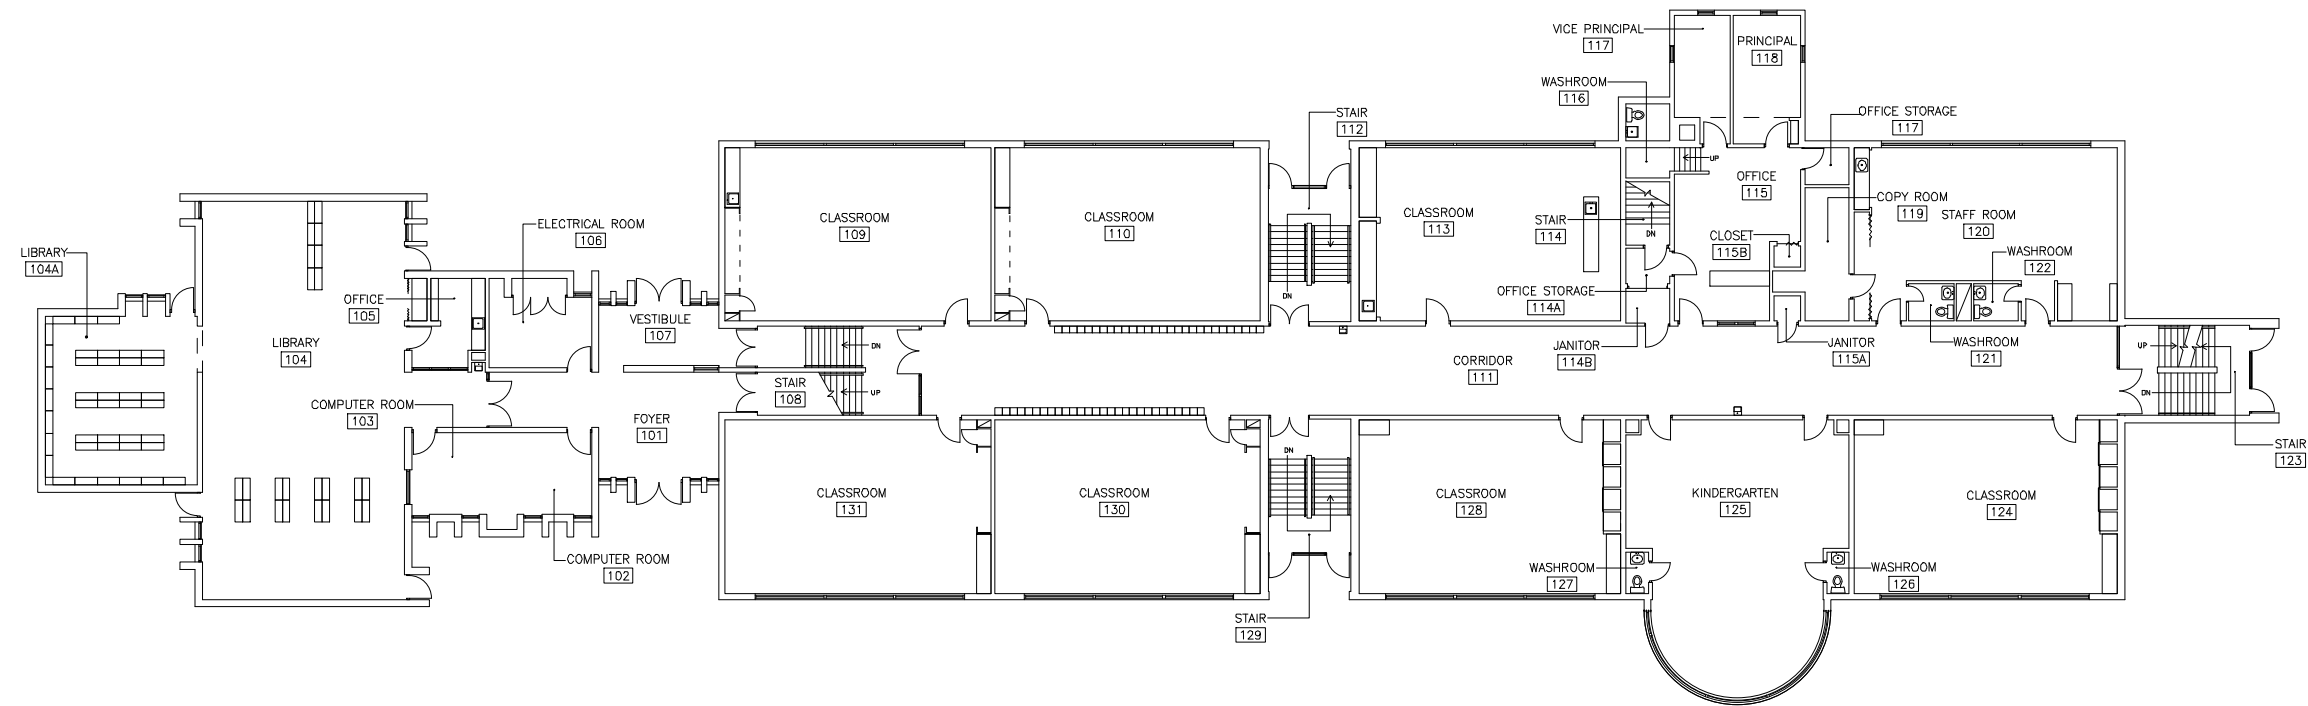 VICE PRINCIPAL
117
PRINCIPAL
118
WASHROOM
116
OFFICE STORAGE
117
STAIR
112
UP
OFFICE
115
COPY ROOM
119
STAFF ROOM
120
CLASSROOM
109
CLASSROOM
110
CLASSROOM
113
STAIR
114
DN
CLOSET
115B
WASHROOM
122
ELECTRICAL ROOM
106
LIBRARY
104A
OFFICE
105
VESTIBULE
107
DN
OFFICE STORAGE
114A
LIBRARY
104
DN
JANITOR
114B
JANITOR
115A
WASHROOM
121
UP
CORRIDOR
111
STAIR
108
UP
DN
COMPUTER ROOM
103
FOYER
101
DN
STAIR
123
CLASSROOM
131
CLASSROOM
130
CLASSROOM
128
KINDERGARTEN
125
CLASSROOM
124
COMPUTER ROOM
102
WASHROOM
127
WASHROOM
126
STAIR
129